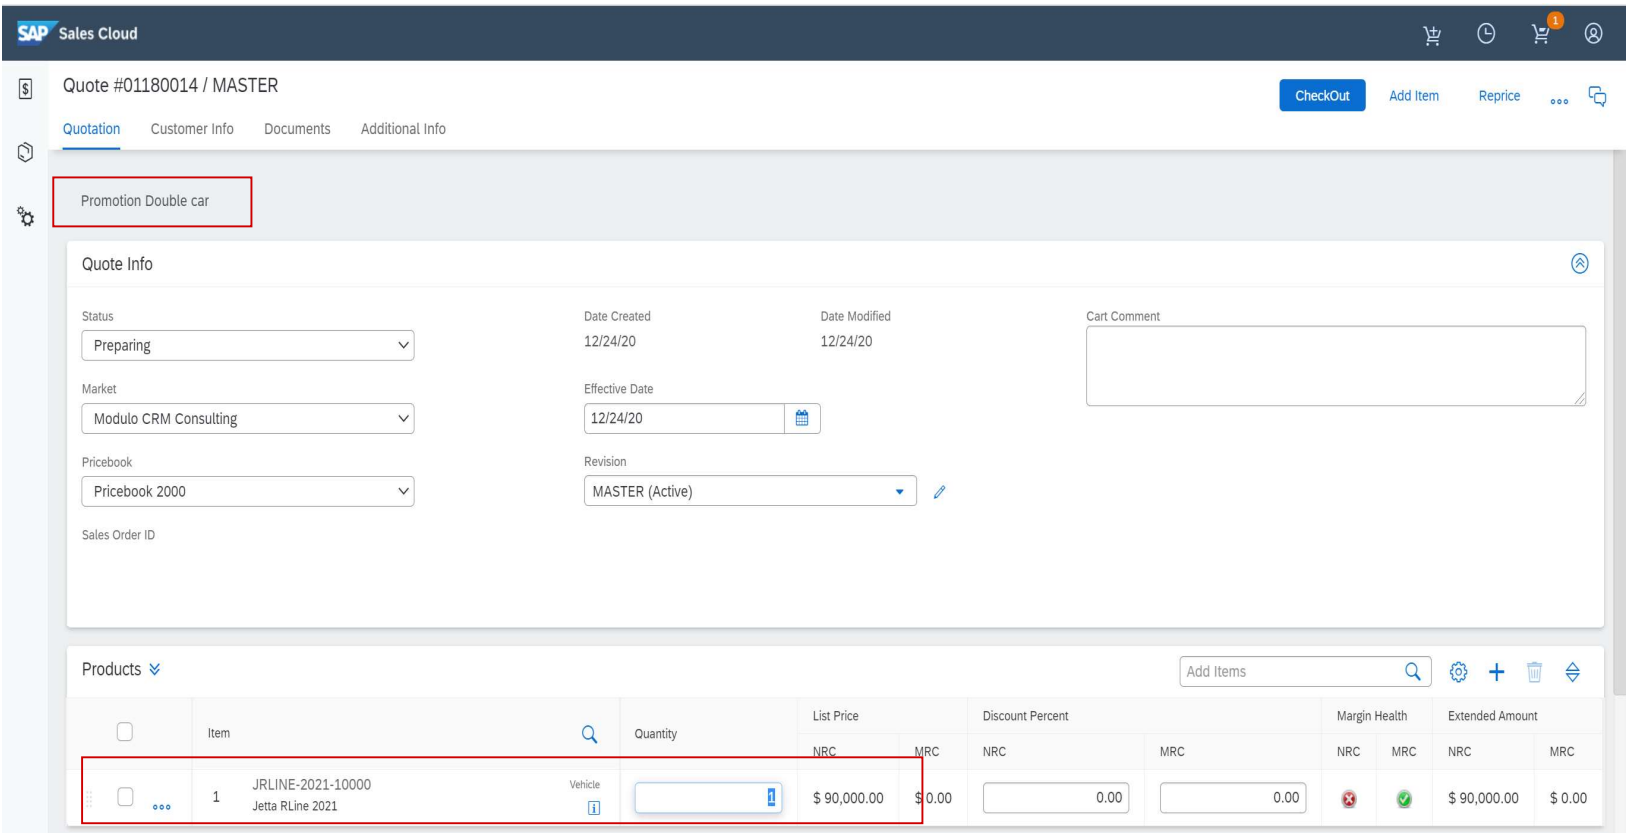 SAP Sales Cloud
1
Quote #01180014 / MASTER
CheckOut
Add Item
Reprice
Quotation
Customer Info
Documents
Additional Info
Promotion Double car
Quote Info
Status
Date Created
Date Modified
Cart Comment
Preparing
12/24/20
12/24/20
Market
Effective Date
Modulo CRM Consulting
12/24/20
Pricebook
Revision
Pricebook 2000
MASTER (Active)
Sales Order ID
Products
Add Items
Item
Quantity
List Price
Discount Percent
Margin Health
Extended Amount
NRC
MRC
NRC
MRC
NRC
MRC
NRC
MRC
1
JRLINE-2021-10000
Jetta RLine 2021
Vehicle
1
$ 90,000.00
$ 0.00
0.00
0.00
$ 90,000.00
$ 0.00